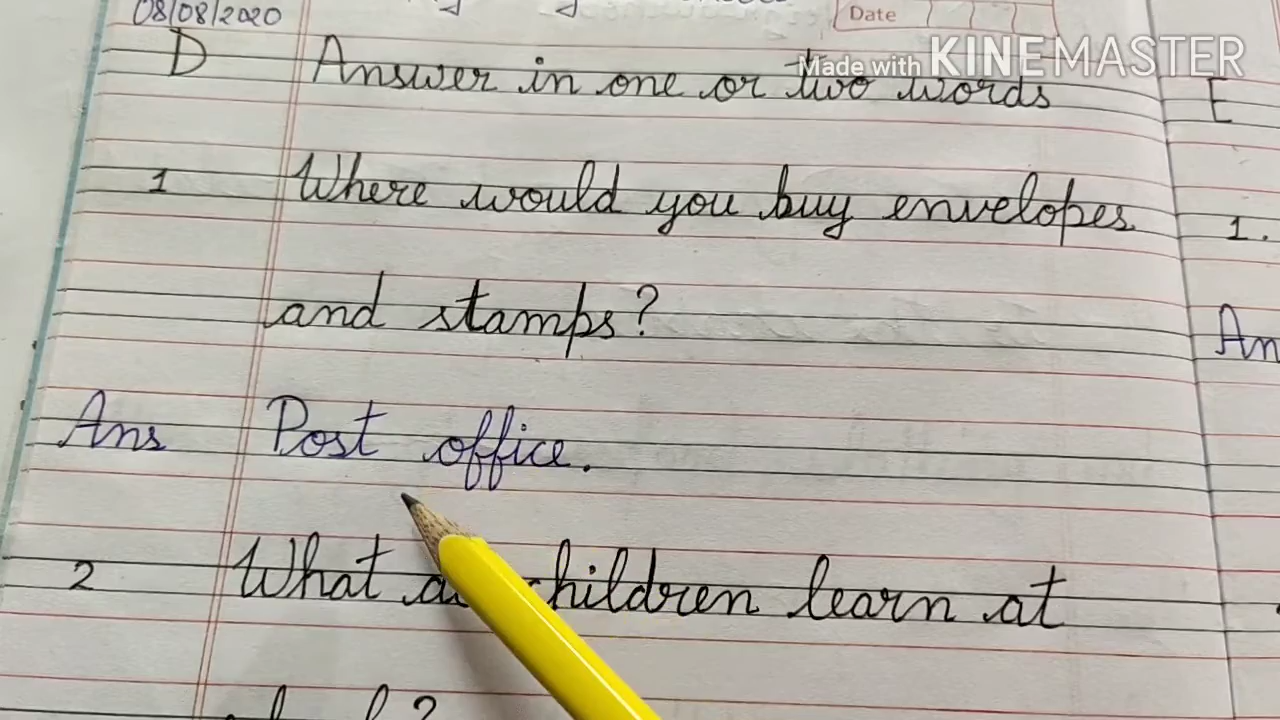 08/08/2020
Date
Made with KINEMASTER
D Answer in one or two words
E
1 Where would you buy envelopes
1.
and stamps?
An
Ans Post office.
2 What children learn at
?